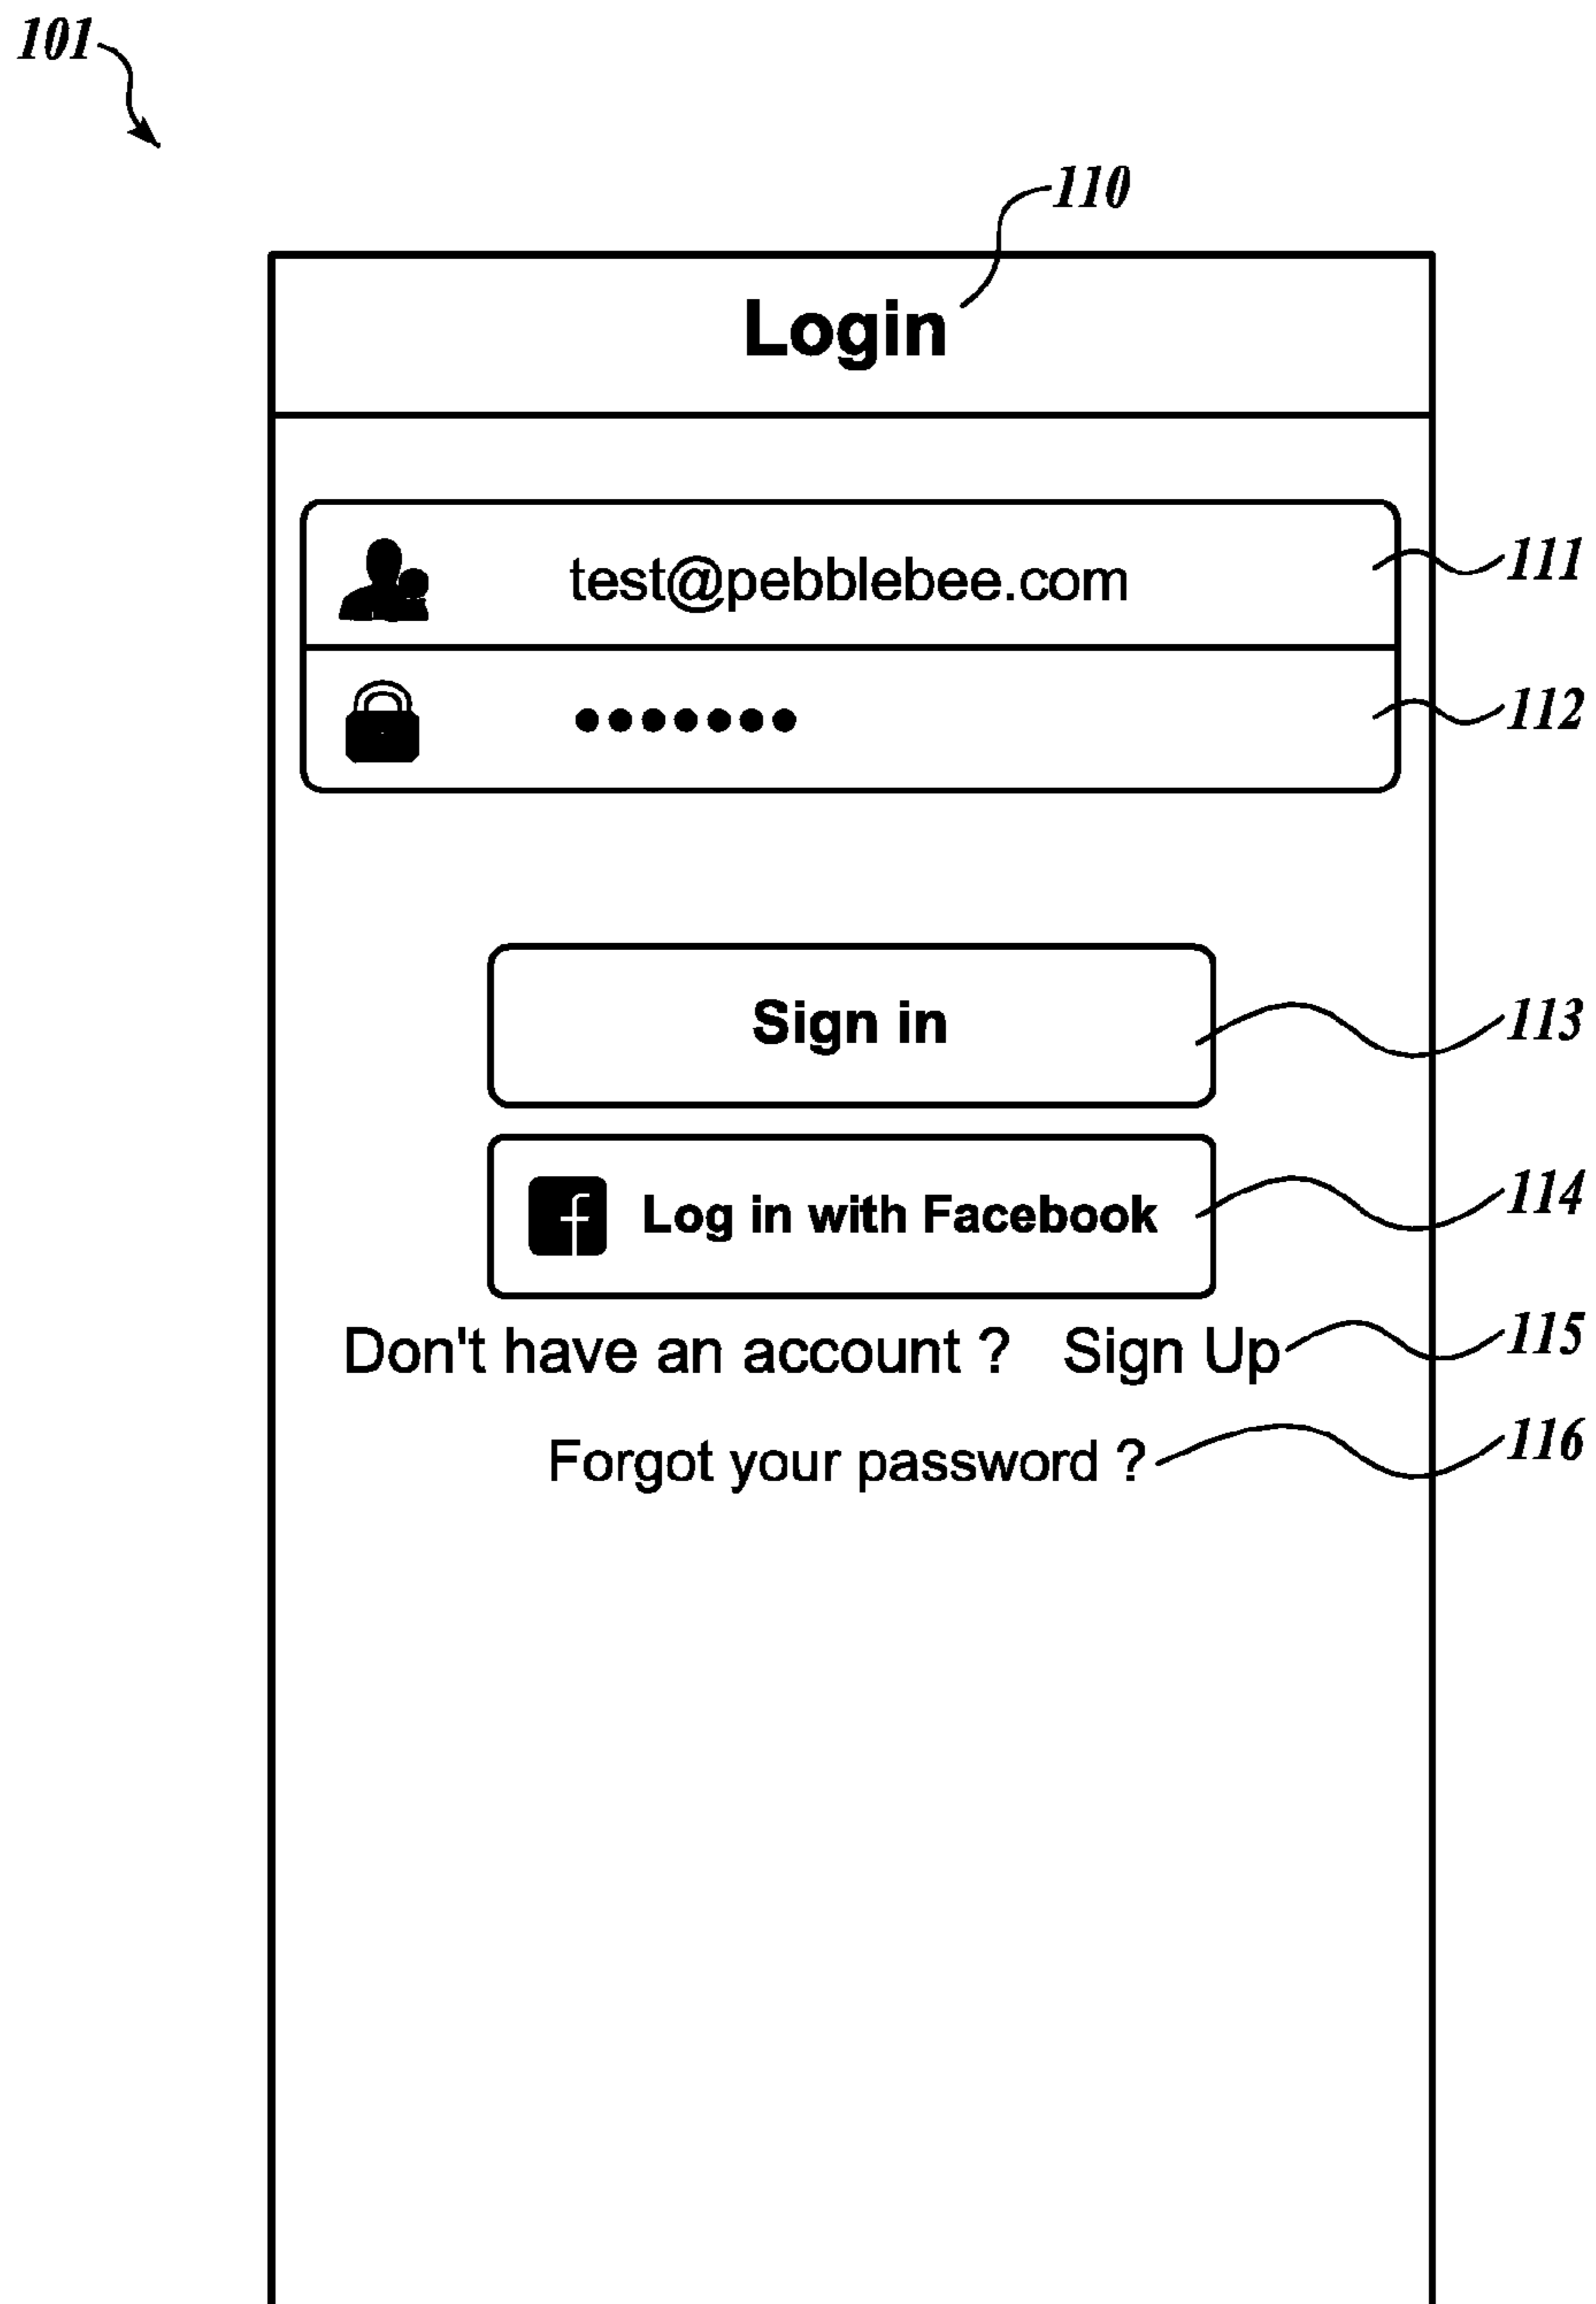 101
110
Login
test@pebblebee.com 111
••••••• 112
Sign in 113
f Log in with Facebook 114
Don't have an account ? Sign Up 115
Forgot your password ? 116